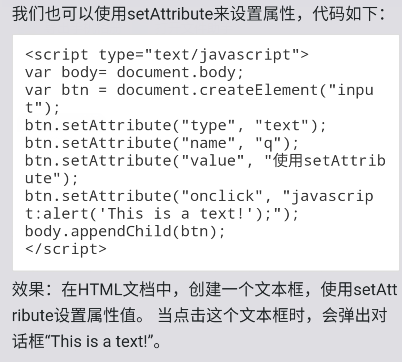 我们也可以使用setAttribute来设置属性，代码如下：
<script type="text/javascript">
var body= document.body;
var btn = document.createElement("inpu
t");
btn.setAttribute("type", "text");
btn.setAttribute("name", "q");
btn.setAttribute("value", "使用setAttrib
ute");
btn.setAttribute("onclick", "javascrip
t:alert('This is a text!');");
body.appendChild(btn);
</script>
效果：在HTML文档中，创建一个文本框，使用setAtt
ribute设置属性值。 当点击这个文本框时，会弹出对
话框“This is a text!”。